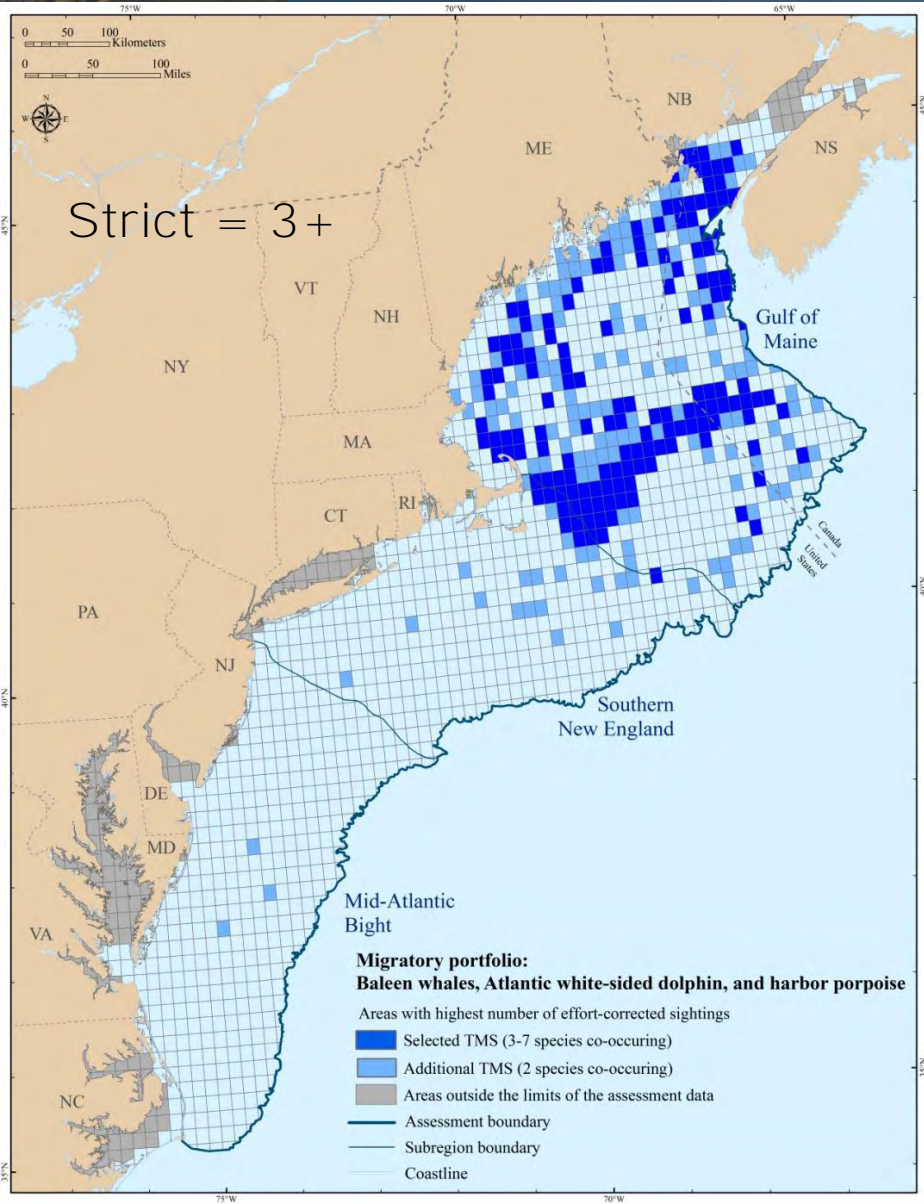 75°W 70°W 65°W
0 50 100
Kilometers
0 50 100
Miles
N
W E
S
Strict = 3+
NB
ME
NS
45°N
45°N
VT
NH
NY
Gulf of
Maine
MA
CT
RI
Canada
United
States
PA
40°N
NJ
40°N
Southern
New England
DE
MD
Mid-Atlantic
Bight
VA
NC
Migratory portfolio:
Baleen whales, Atlantic white-sided dolphin, and harbor porpoise
Areas with highest number of effort-corrected sightings
Selected TMS (3-7 species co-occuring)
Additional TMS (2 species co-occuring)
Areas outside the limits of the assessment data
Assessment boundary
Subregion boundary
Coastline
35°N
35°N
75°W 70°W